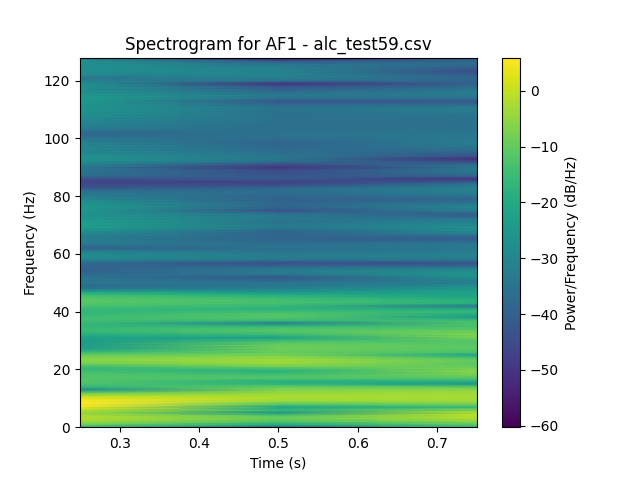 Spectrogram for AF1 - alc_test59.csv
120
100
80
60
40
20
0
Frequency (Hz)
0.3 0.4 0.5 0.6 0.7
Time (s)
0
−10
−20
−30
−40
−50
−60
Power/Frequency (dB/Hz)